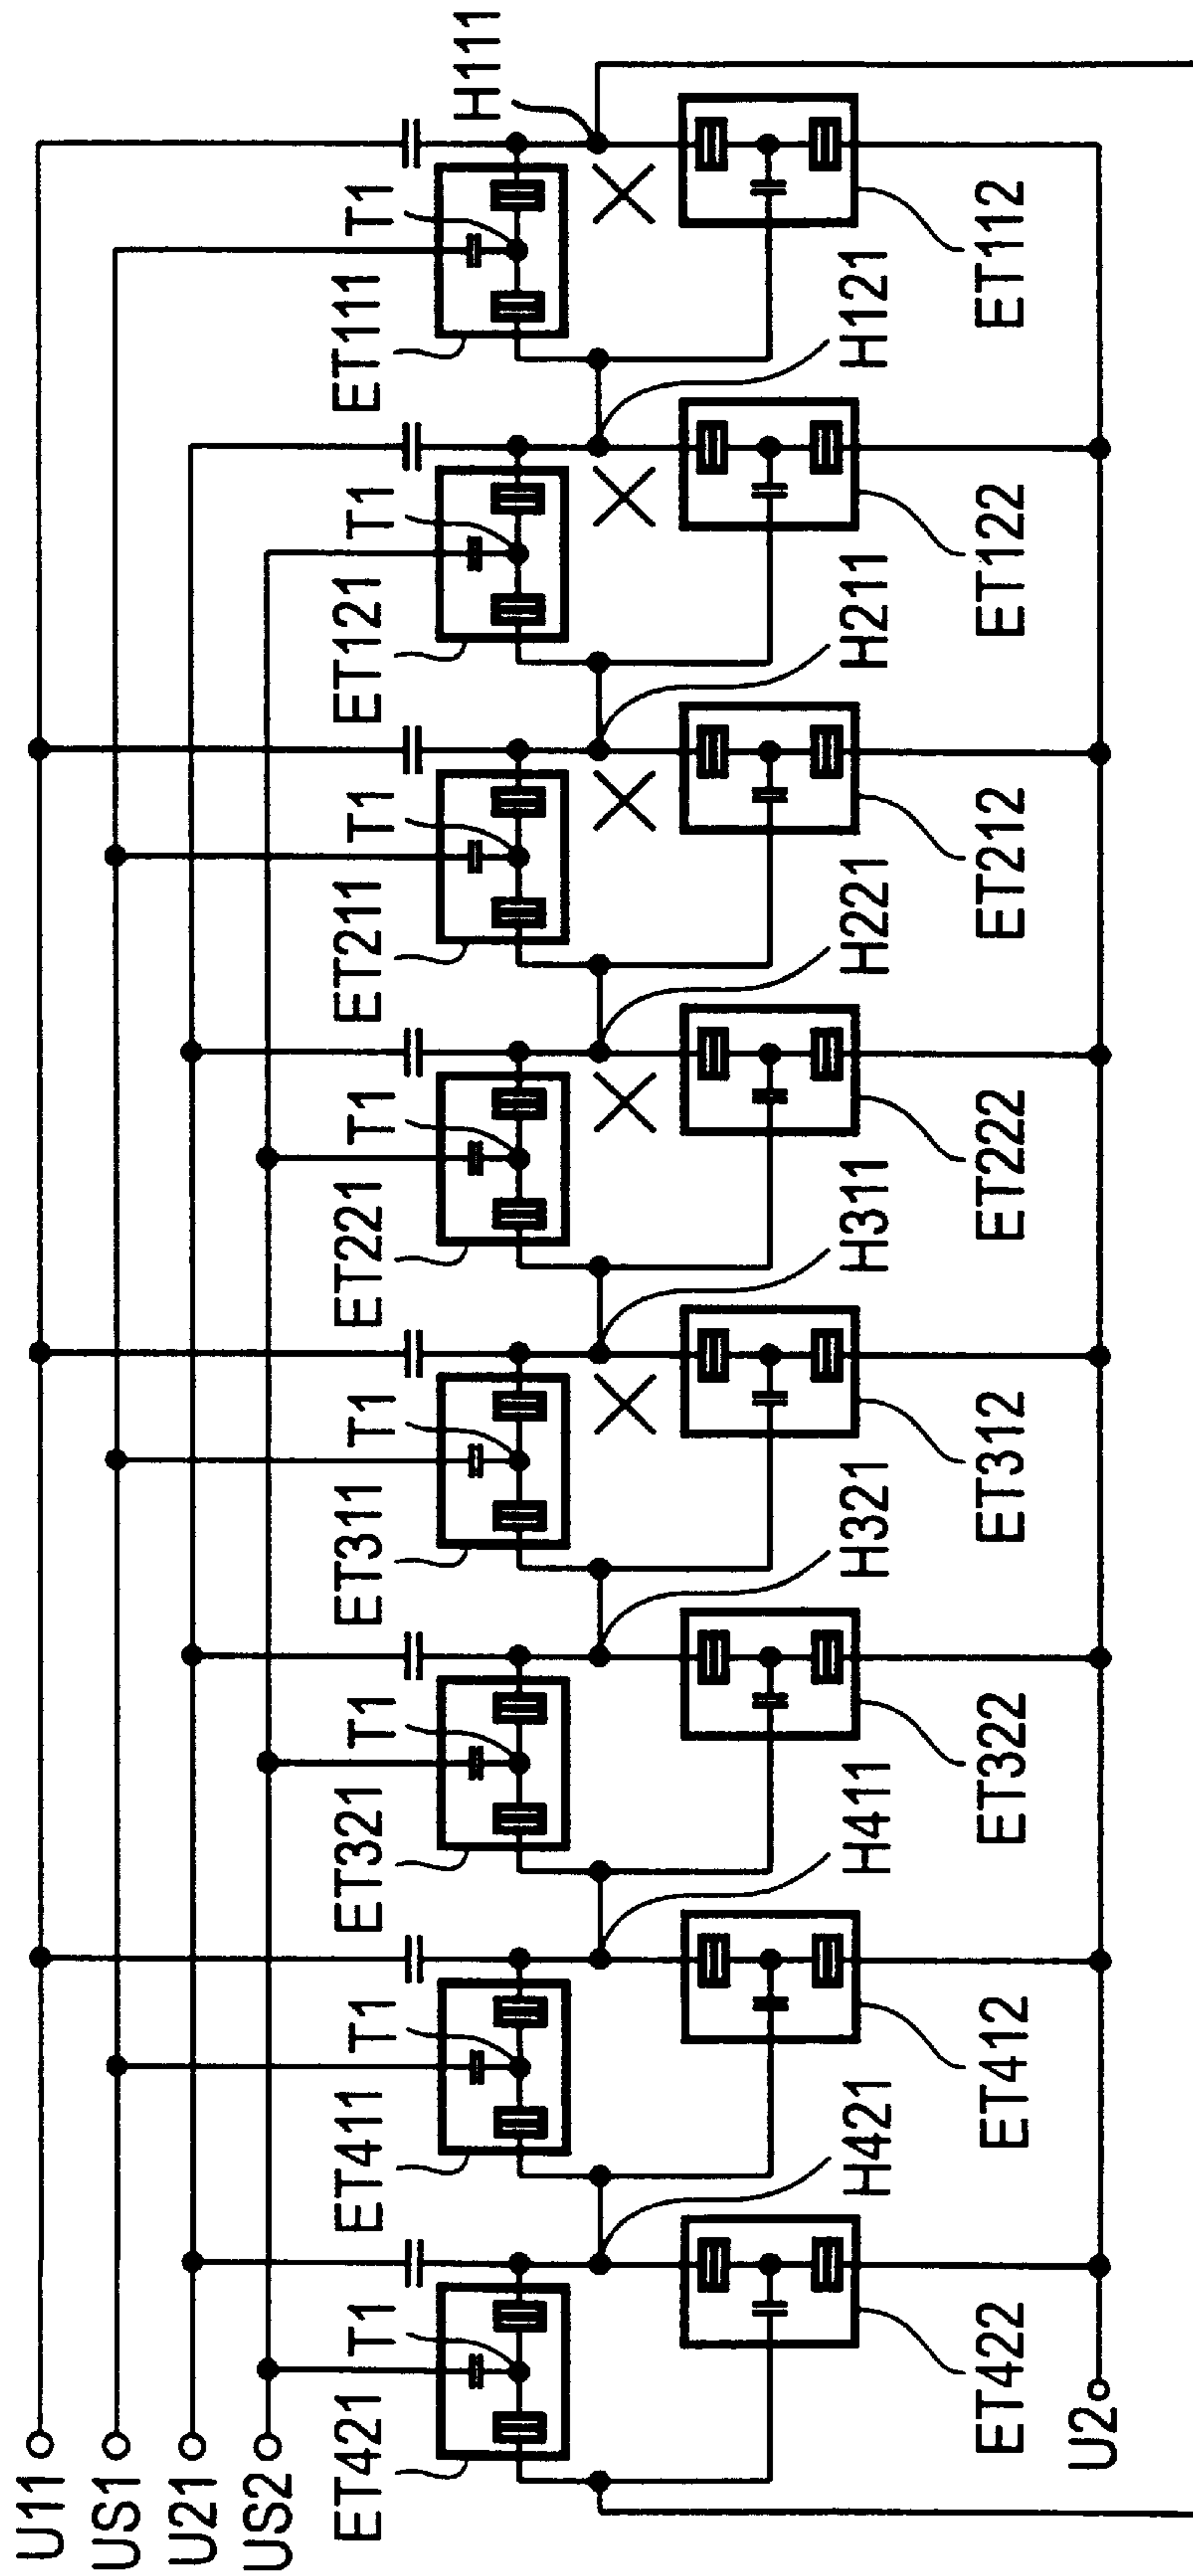 U11
US1
U21
US2
ET421
T1
ET411
T1
ET321
T1
ET311
T1
ET221
T1
ET211
T1
ET121
T1
ET111
T1
H111
H421
H411
H321
H311
H221
H211
H121
ET422
ET412
ET322
ET312
ET222
ET212
ET122
ET112
U2